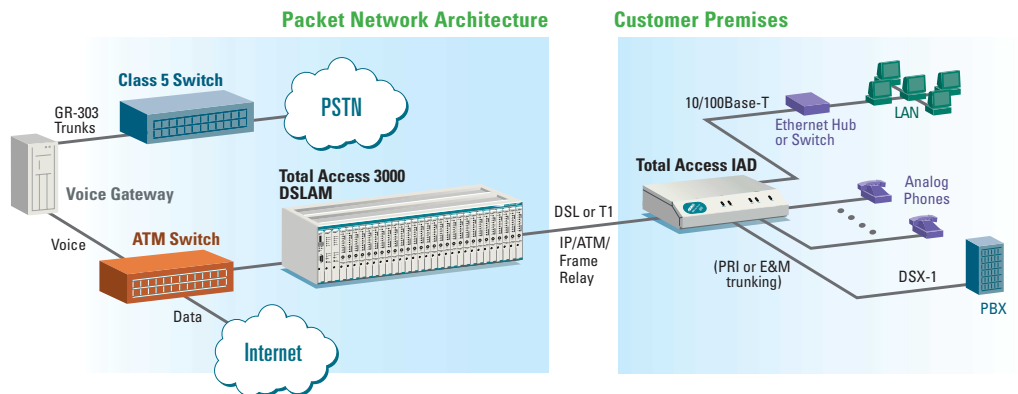 Packet Network Architecture
Customer Premises
Class 5 Switch
GR-303
Trunks
PSTN
Voice Gateway
Voice
ATM Switch
Data
Internet
Total Access 3000
DSLAM
DSL or T1
IP/ATM/
Frame
Relay
Total Access IAD
10/100Base-T
Ethernet Hub
or Switch
LAN
Analog
Phones
(PRI or E&M
trunking)
DSX-1
PBX